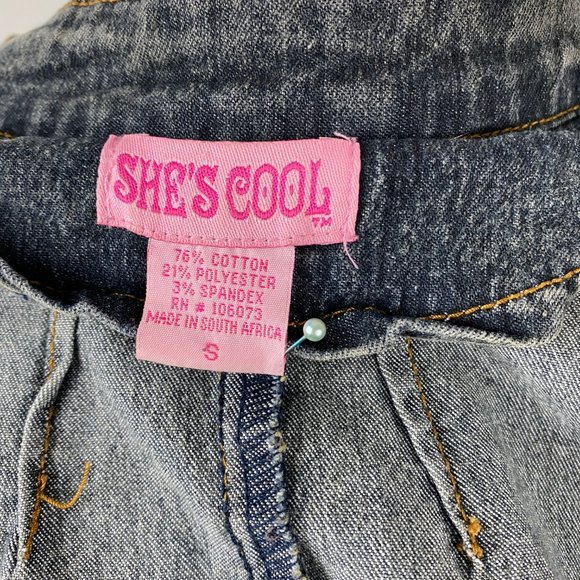 SHE'S COOL
TM
76% COTTON
21% POLYESTER
3% SPANDEX
RN # 106073
MADE IN SOUTH AFRICA
S